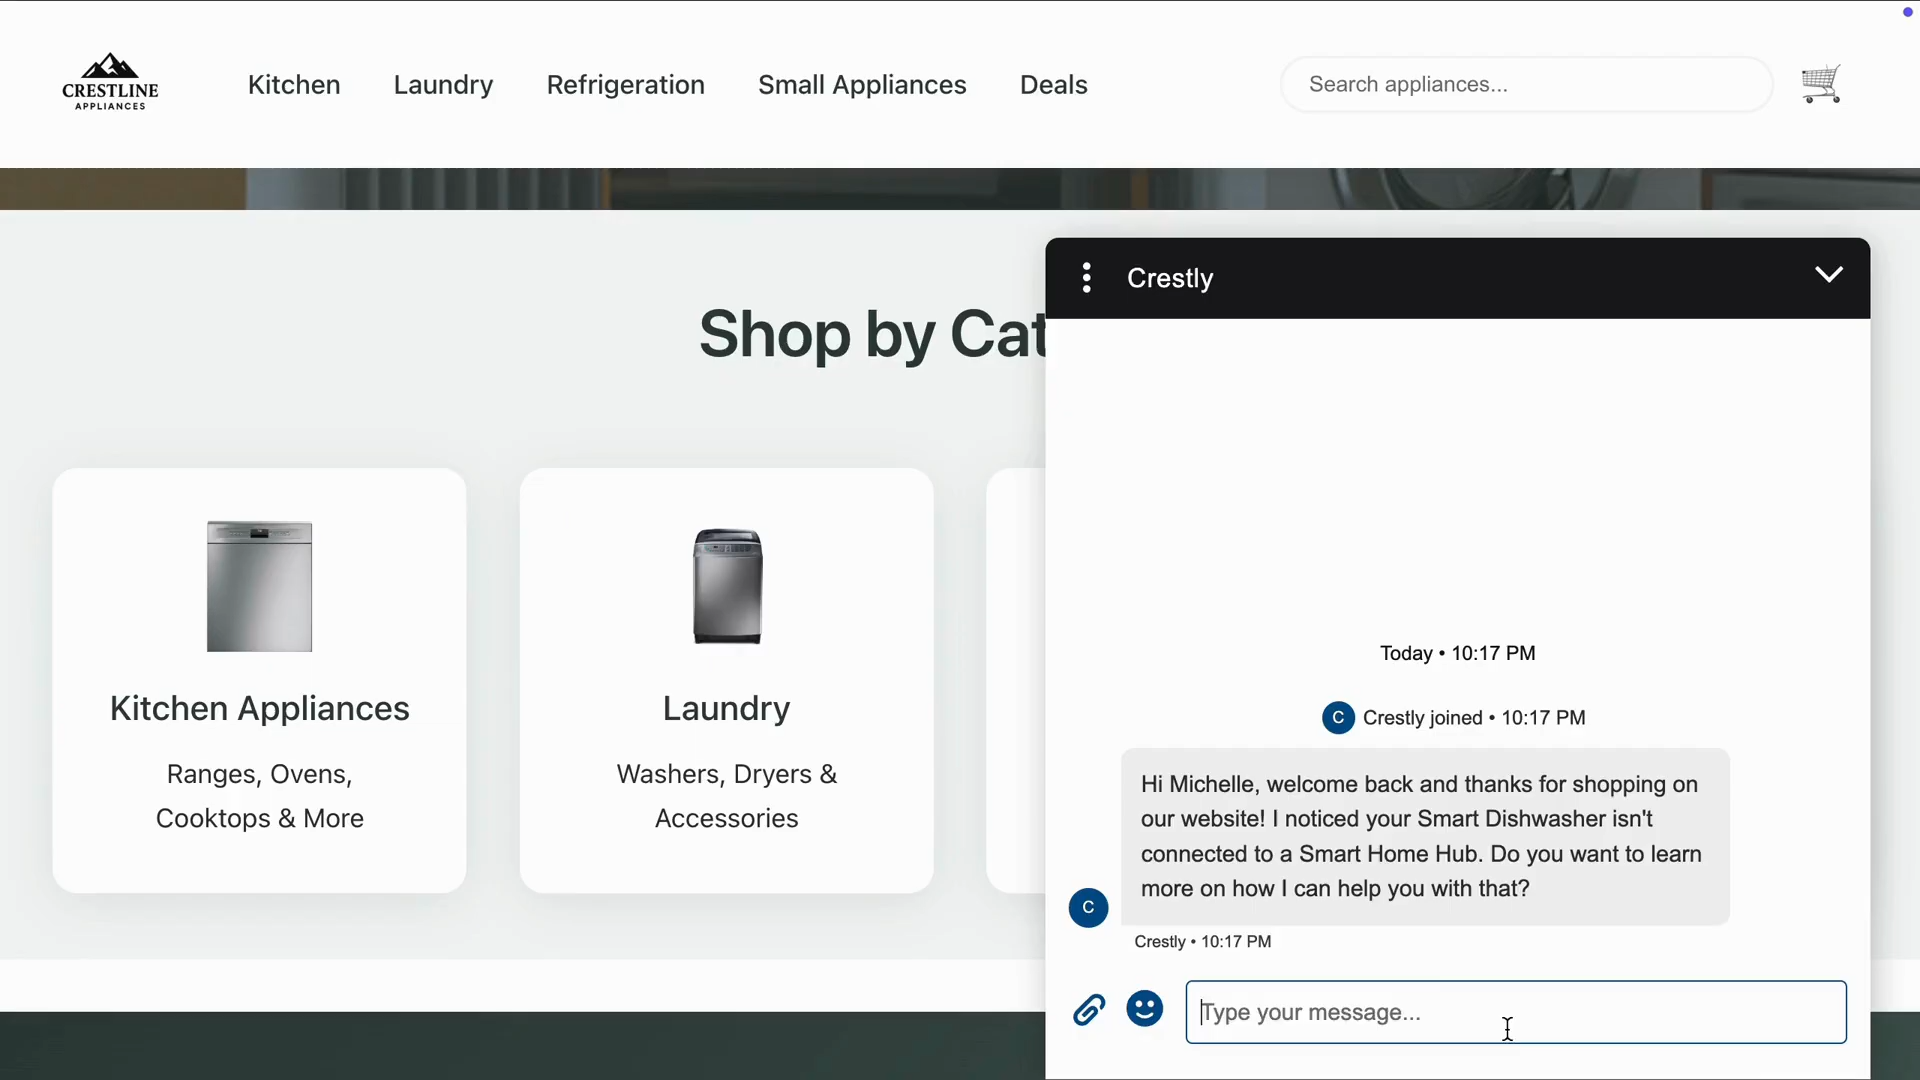 CRESTLINE
APPLIANCES
Kitchen
Laundry
Refrigeration
Small Appliances
Deals
Search appliances...
Shop by Cat
Kitchen Appliances
Ranges, Ovens,
Cooktops & More
Laundry
Washers, Dryers &
Accessories
Crestly
Today • 10:17 PM
C
Crestly joined • 10:17 PM
Hi Michelle, welcome back and thanks for shopping on
our website! I noticed your Smart Dishwasher isn't
connected to a Smart Home Hub. Do you want to learn
more on how I can help you with that?
C
Crestly • 10:17 PM
Type your message...